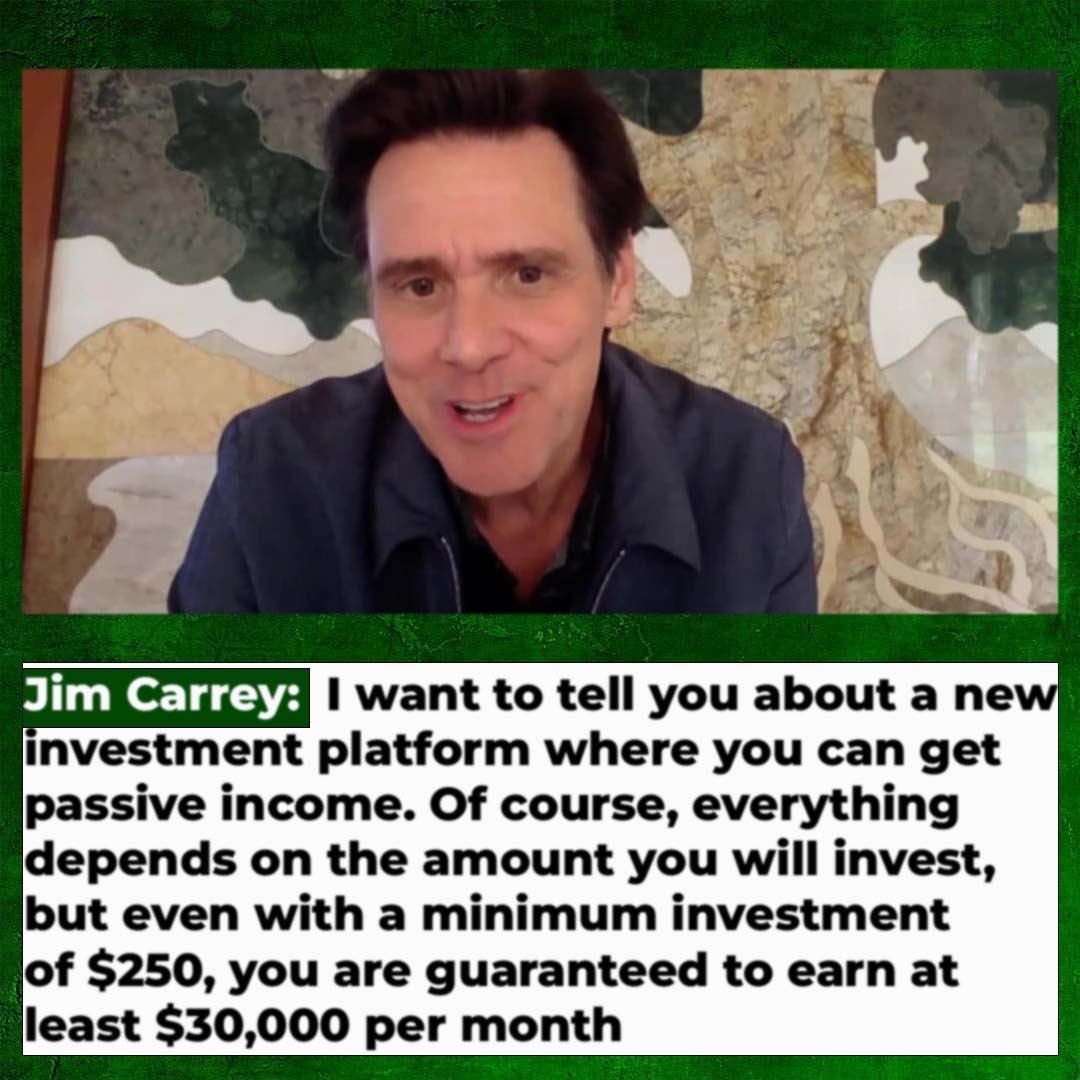 Jim Carrey: I want to tell you about a new
investment platform where you can get
passive income. Of course, everything
depends on the amount you will invest,
but even with a minimum investment
of $250, you are guaranteed to earn at
least $30,000 per month